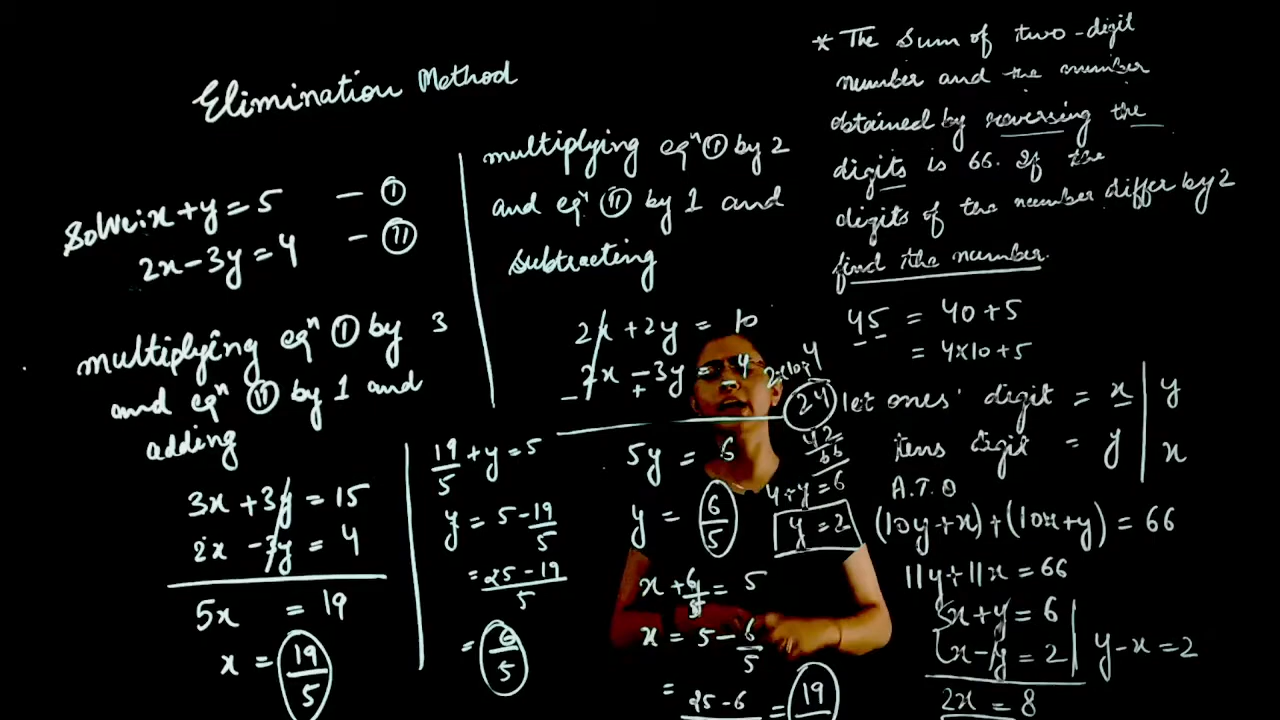 Elimination Method
Solve: x + y = 5 — (I)
2x - 3y = 4 — (II)
multiplying eqⁿ (I) by 3
and eqⁿ (II) by 1 and
adding
3x + 3y = 15
2x - 3y = 4
5x = 19
x = 19/5
19/5 + y = 5
y = 5 - 19/5
= 25 - 19/5
= 6/5
multiplying eqⁿ (I) by 2
and eqⁿ (II) by 1 and
subtracting
2x + 2y = 10
- 2x - 3y = - 4
+
5y = 6
y = 6/5
x + 6/5 = 5
x = 5 - 6/5
= 25 - 6 = 19
* The sum of two-digit
number and the number
obtained by reversing the
digits is 66. If the
digits of the number differ by 2
find the number.
45 = 40 + 5
= 4x10 + 5
let ones' digit = x | y
tens digit = y | x
A.T.Q
(10y + x) + (10x + y) = 66
11y + 11x = 66
x + y = 6
x - y = 2 | y - x = 2
2x = 8
24
42
66
4 + y = 6
y = 2